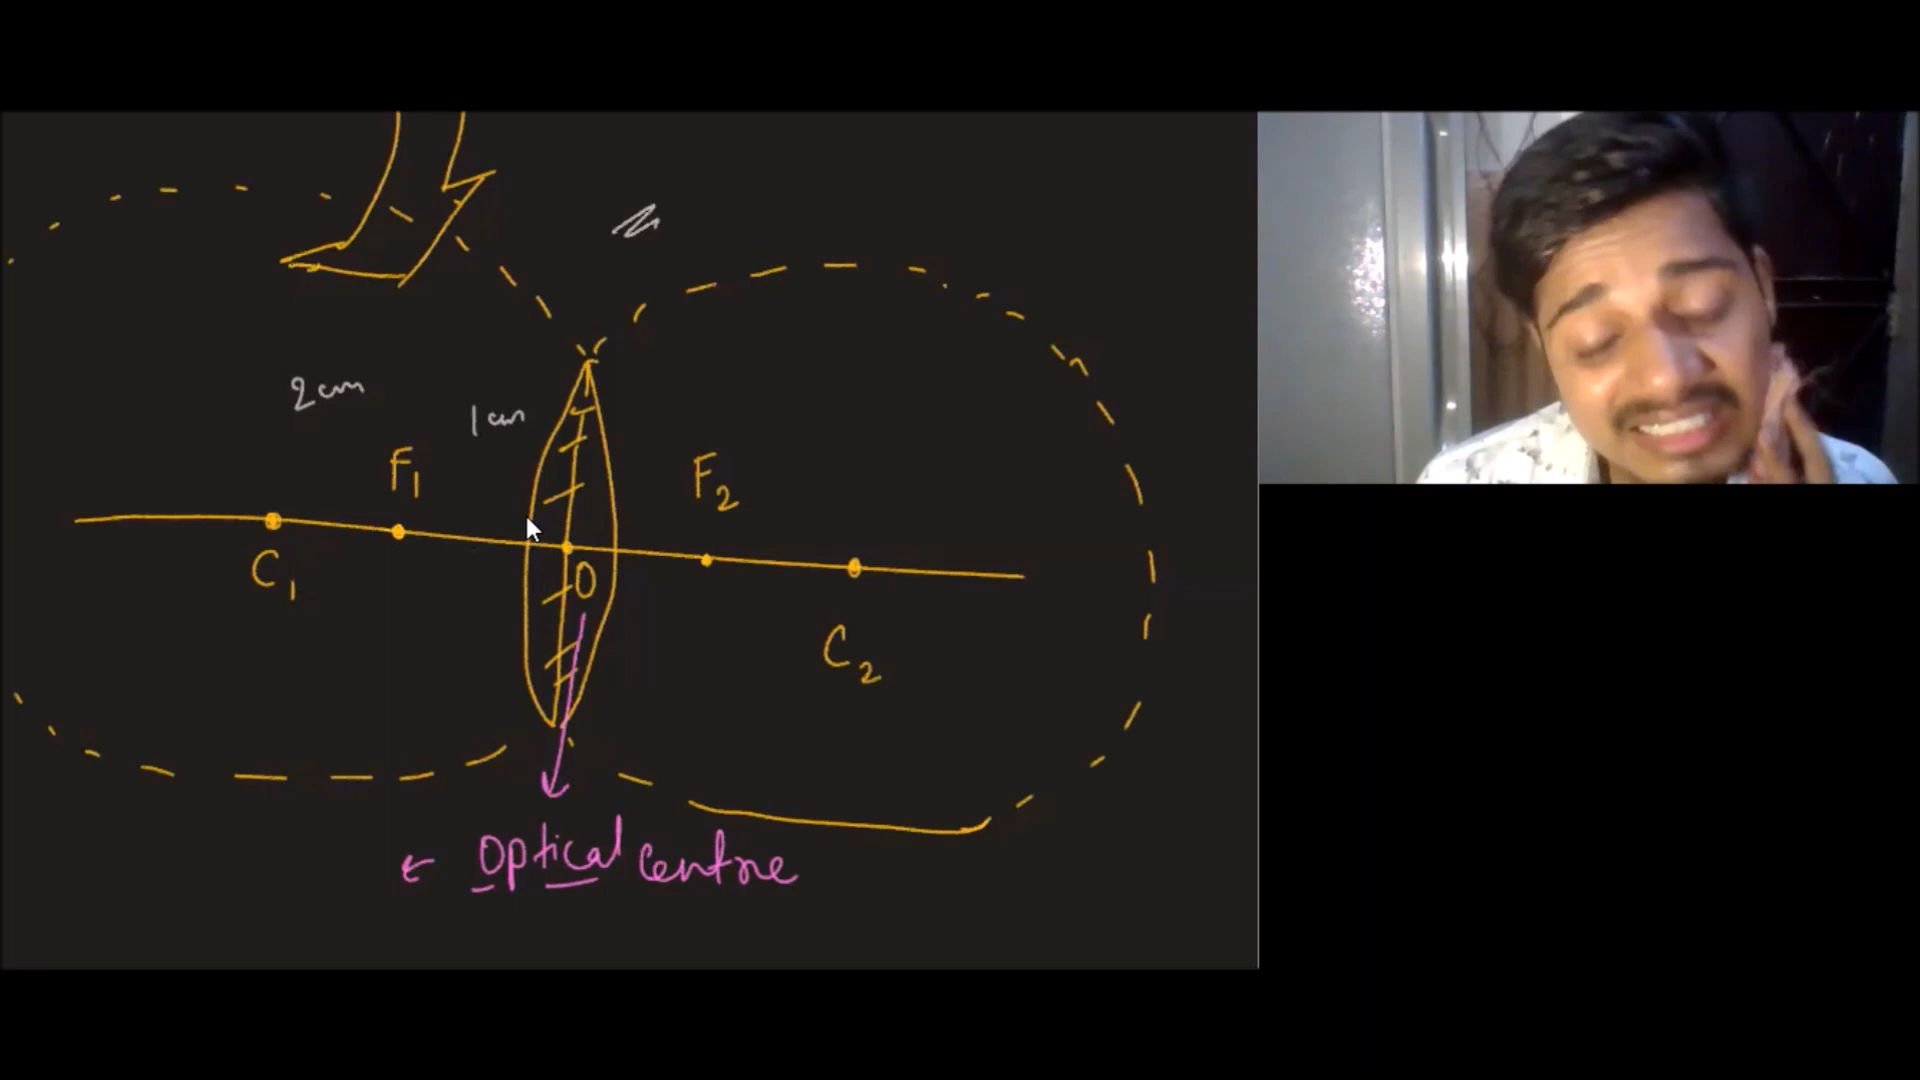 2cm
1cm
F1
F2
O
C1
C2
← Optical centre